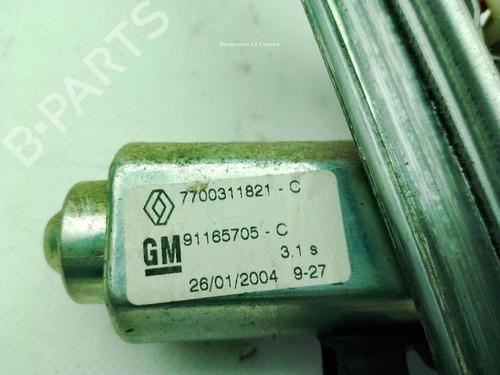 Desguaces La Cabaña
B-PARTS
7700311821 - C
GM 91165705 - C
3.1 s
26/01/2004 9-27